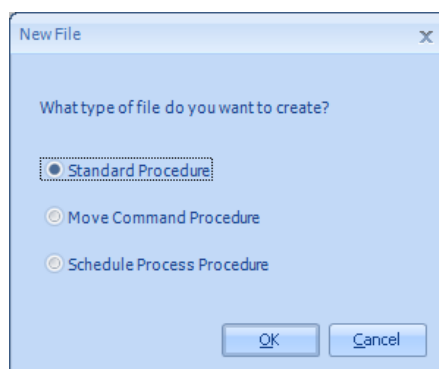 New File
What type of file do you want to create?
Standard Procedure
Move Command Procedure
Schedule Process Procedure
OK Cancel